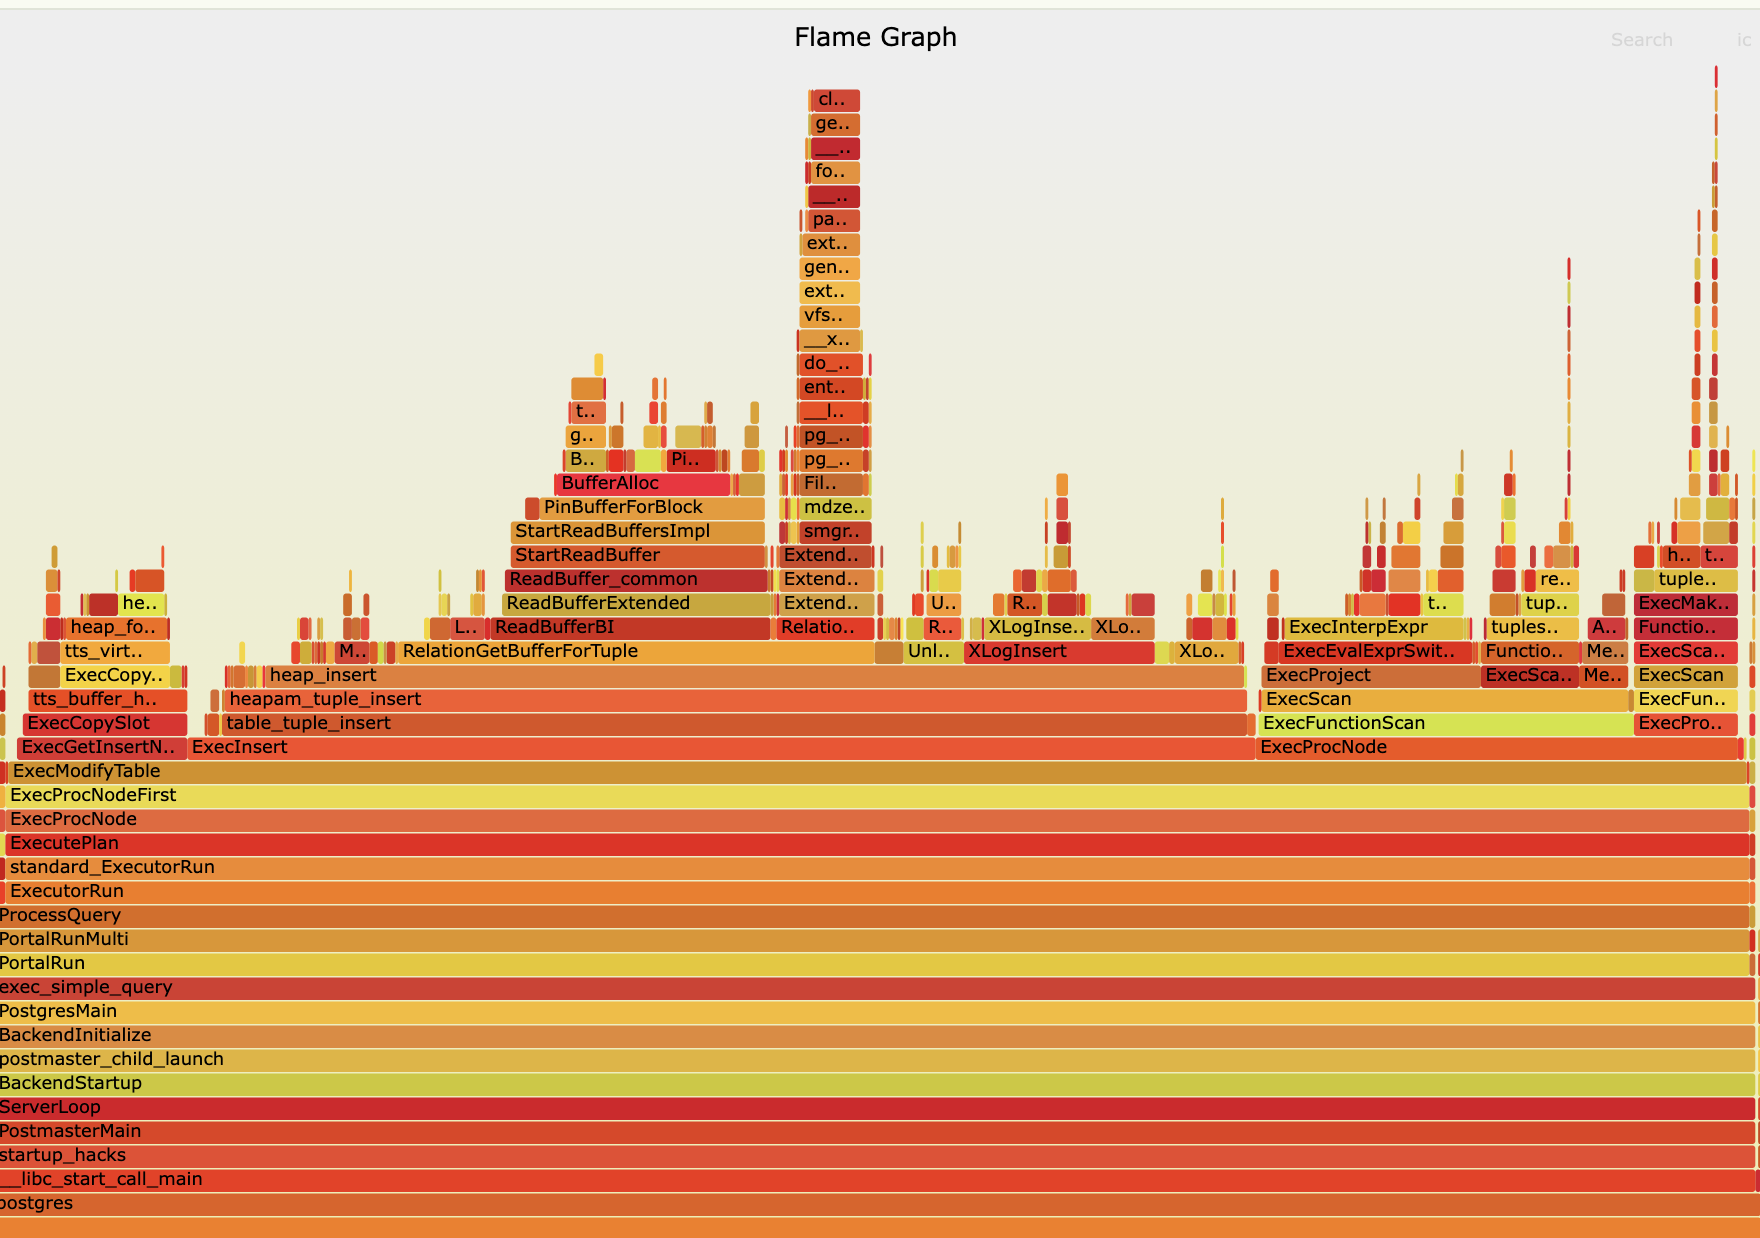 Flame Graph
Search ic
cl..
ge..
__..
fo..
__..
pa..
ext..
gen..
ext..
vfs..
__x..
do_..
ent..
t.. __l..
g.. pg_..
B.. Pi.. pg_..
BufferAlloc Fil..
PinBufferForBlock mdze..
StartReadBuffersImpl smgr..
StartReadBuffer Extend.. h.. t..
ReadBuffer_common Extend.. re.. tuple..
he.. ReadBufferExtended Extend.. U.. R.. t.. tup.. ExecMak..
heap_fo.. L.. ReadBufferBI Relatio.. R.. XLogInse.. XLo.. ExecInterpExpr tuples.. A.. Functio..
tts_virt.. M.. RelationGetBufferForTuple Unl.. XLogInsert XLo.. ExecEvalExprSwit.. Functio.. Me.. ExecSca..
ExecCopy.. heap_insert ExecProject ExecSca.. Me.. ExecScan
tts_buffer_h.. heapam_tuple_insert ExecScan ExecFun..
ExecCopySlot table_tuple_insert ExecFunctionScan ExecPro..
ExecGetInsertN.. ExecInsert ExecProcNode
ExecModifyTable
ExecProcNodeFirst
ExecProcNode
ExecutePlan
standard_ExecutorRun
ExecutorRun
ProcessQuery
PortalRunMulti
PortalRun
exec_simple_query
PostgresMain
BackendInitialize
postmaster_child_launch
BackendStartup
ServerLoop
PostmasterMain
startup_hacks
__libc_start_call_main
postgres